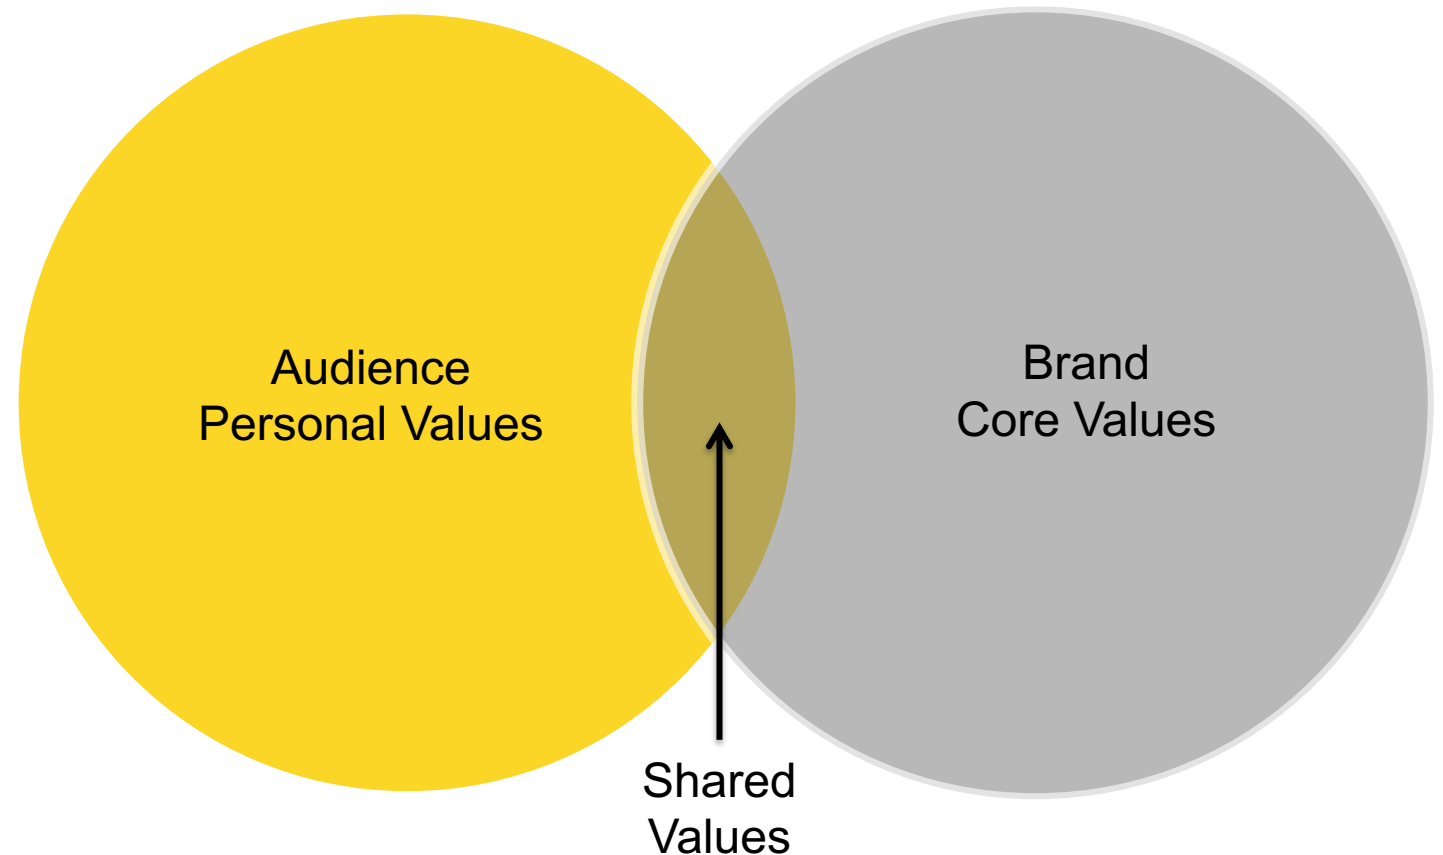 Audience
Personal Values
Brand
Core Values
Shared
Values